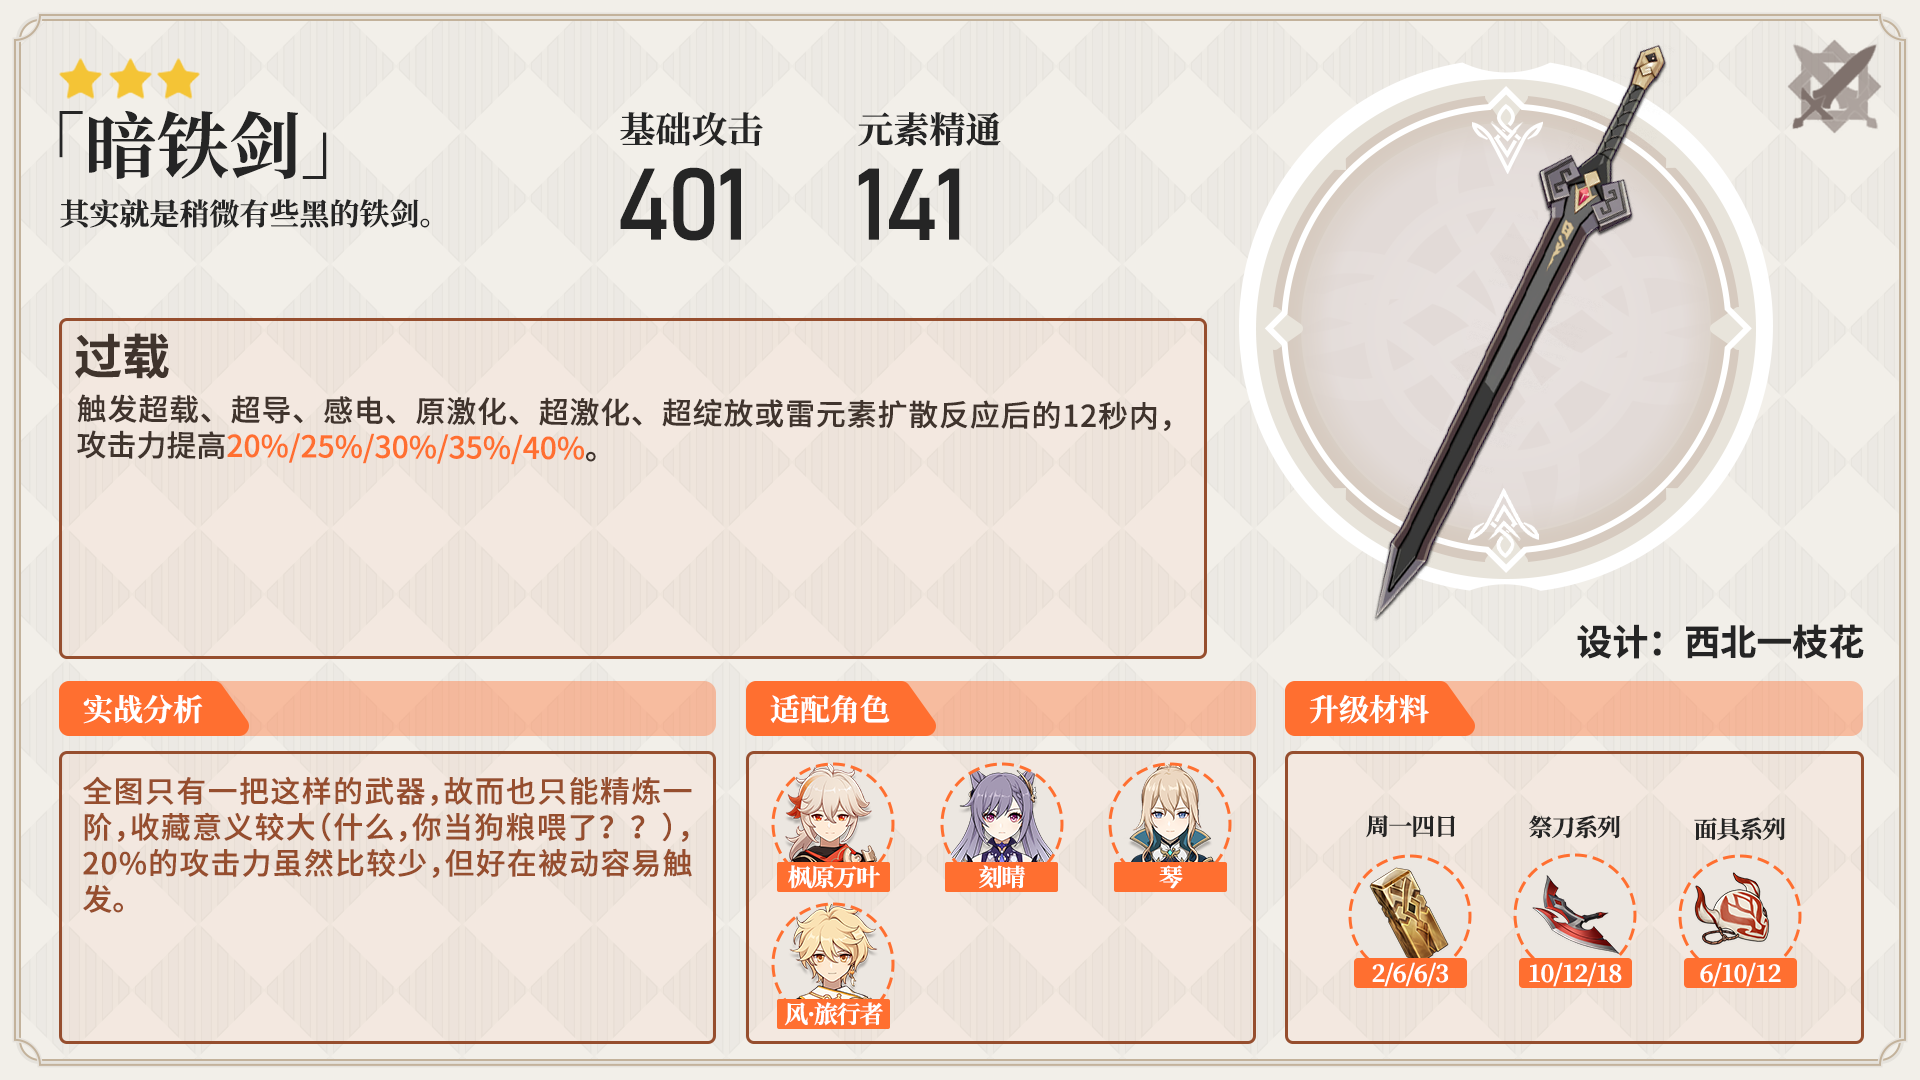 「暗铁剑」
其实就是稍微有些黑的铁剑。
基础攻击
401
元素精通
141
过载
触发超载、超导、感电、原激化、超激化、超绽放或雷元素扩散反应后的12秒内，
攻击力提高20%/25%/30%/35%/40%。
设计：西北一枝花
实战分析
全图只有一把这样的武器,故而也只能精炼一
阶,收藏意义较大(什么,你当狗粮喂了？？),
20%的攻击力虽然比较少,但好在被动容易触
发。
适配角色
枫原万叶
刻晴
琴
风·旅行者
升级材料
周一四日
祭刀系列
面具系列
2/6/6/3
10/12/18
6/10/12